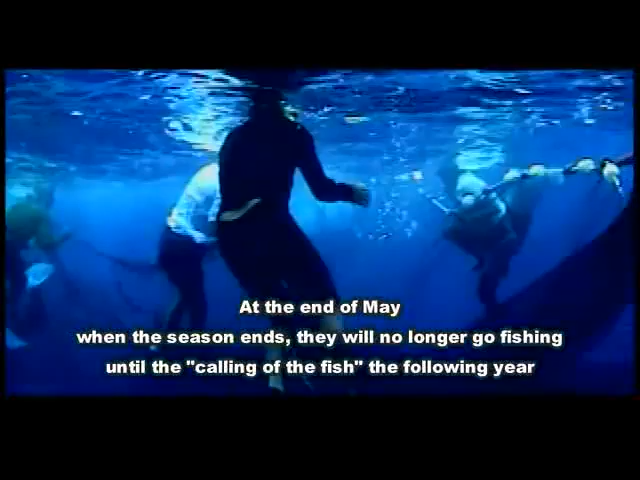 At the end of May
when the season ends, they will no longer go fishing
until the "calling of the fish" the following year